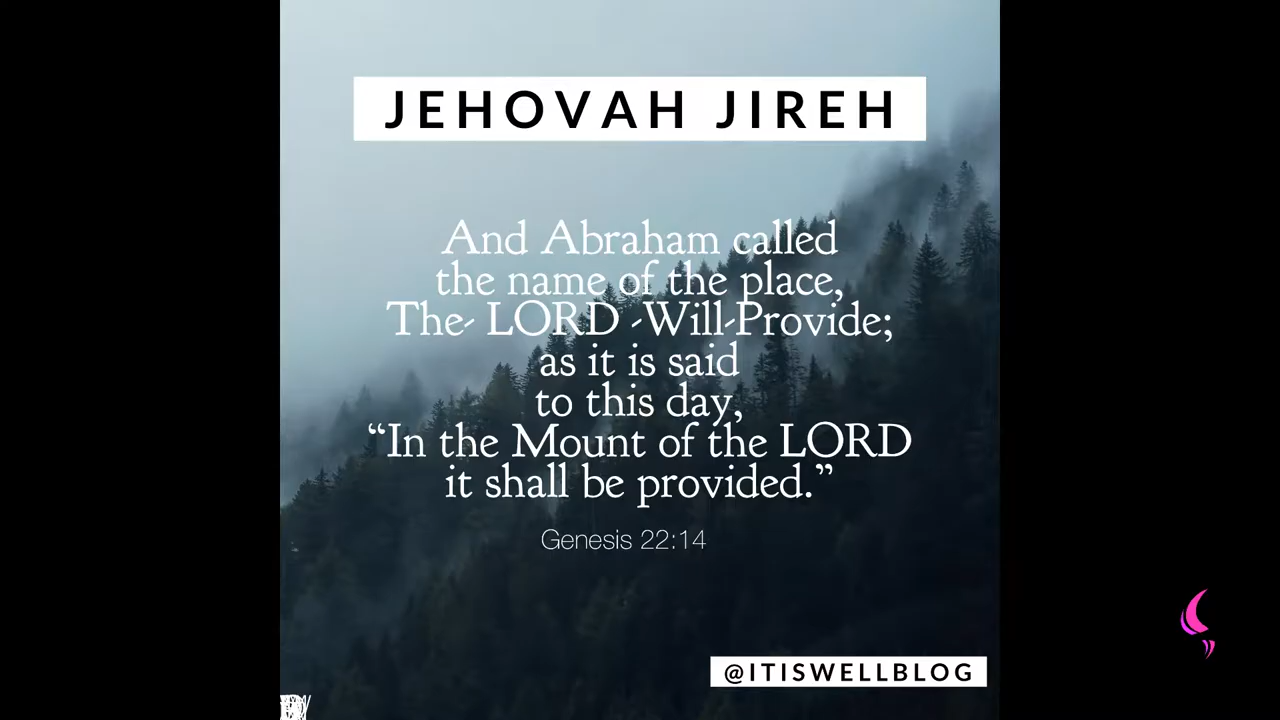 JEHOVAH JIREH
And Abraham called
the name of the place,
The- LORD -Will-Provide;
as it is said
to this day,
“In the Mount of the LORD
it shall be provided.”
Genesis 22:14
@ITISWELLBLOG